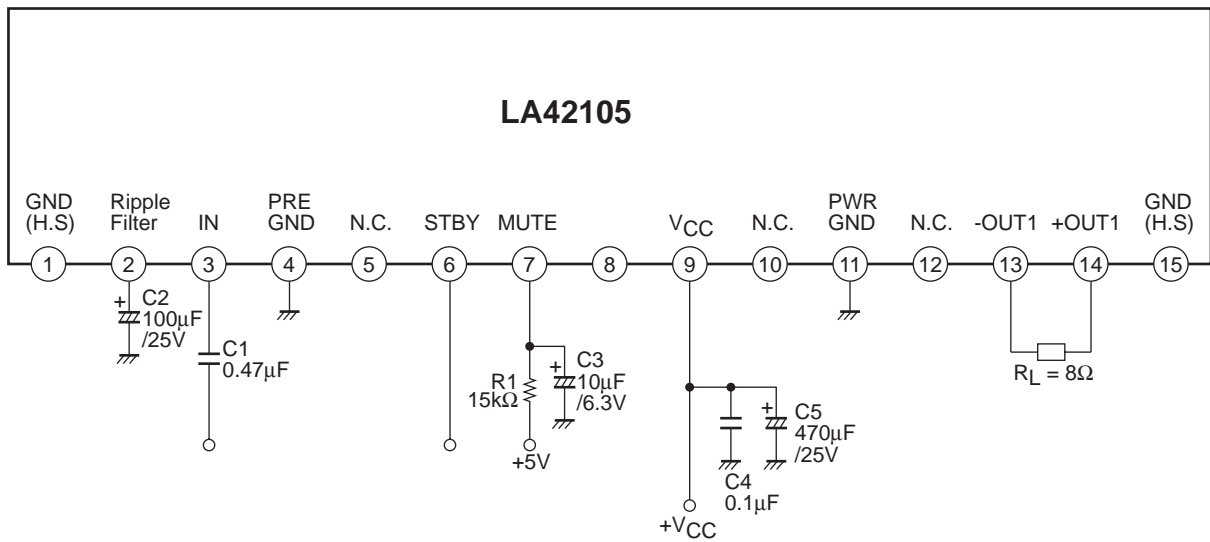 LA42105
GND
(H.S)
Ripple
Filter
IN
PRE
GND
N.C.
STBY
MUTE
VCC
N.C.
PWR
GND
N.C.
-OUT1
+OUT1
GND
(H.S)
1
2
3
4
5
6
7
8
9
10
11
12
13
14
15
+
C2
100µF
/25V
C1
0.47µF
R1
15kΩ
+5V
+
C3
10µF
/6.3V
+
C5
470µF
/25V
C4
0.1µF
+VCC
RL = 8Ω